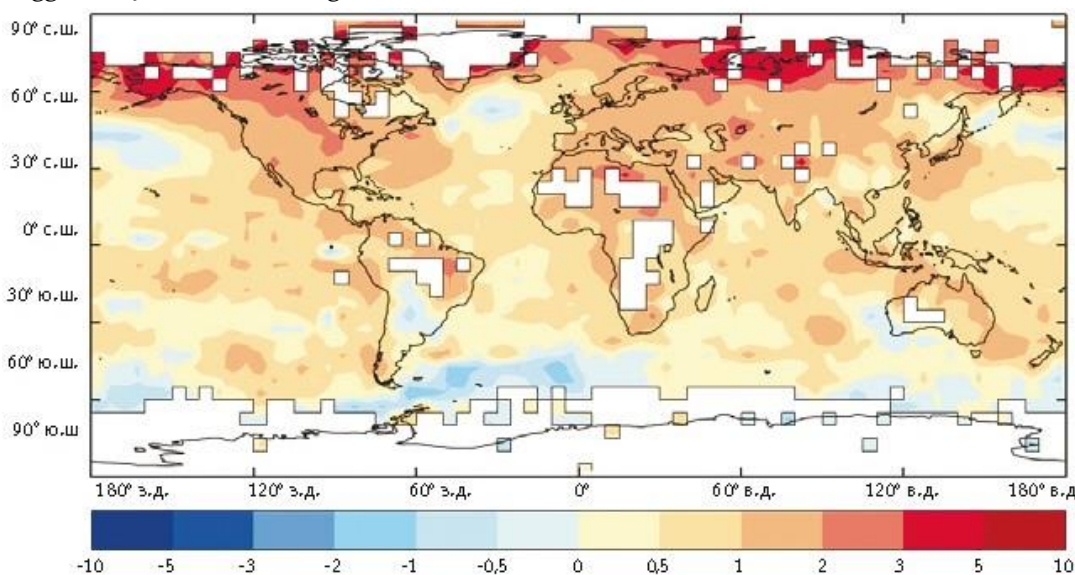 90° с.ш.
60° с.ш.
30° с.ш.
0° с.ш.
30° ю.ш.
60° ю.ш.
90° ю.ш
180° з.д. 120° з.д. 60° з.д. 0° 60° в.д. 120° в.д. 180° в.д.
-10 -5 -3 -2 -1 -0,5 0 0,5 1 2 3 5 10